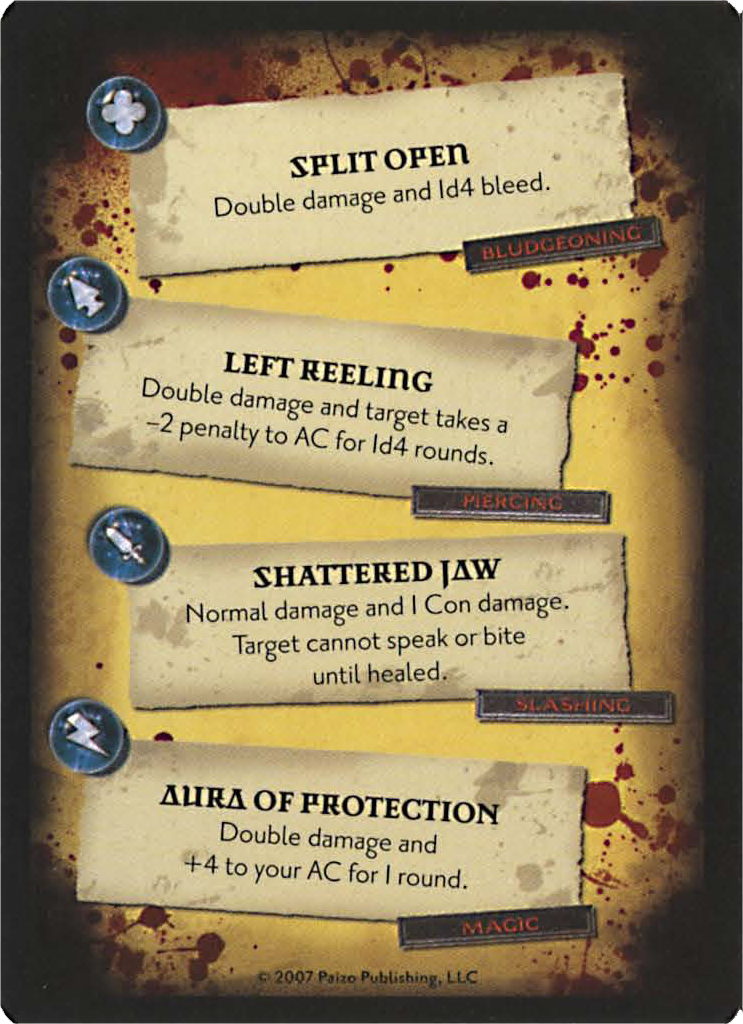 SPLIT OPEN
Double damage and 1d4 bleed.
BLUDGEONING
LEFT REELING
Double damage and target takes a
–2 penalty to AC for 1d4 rounds.
PIERCING
SHATTERED JAW
Normal damage and 1 Con damage.
Target cannot speak or bite
until healed.
SLASHING
AURA OF PROTECTION
Double damage and
+4 to your AC for 1 round.
MAGIC
© 2007 Paizo Publishing, LLC